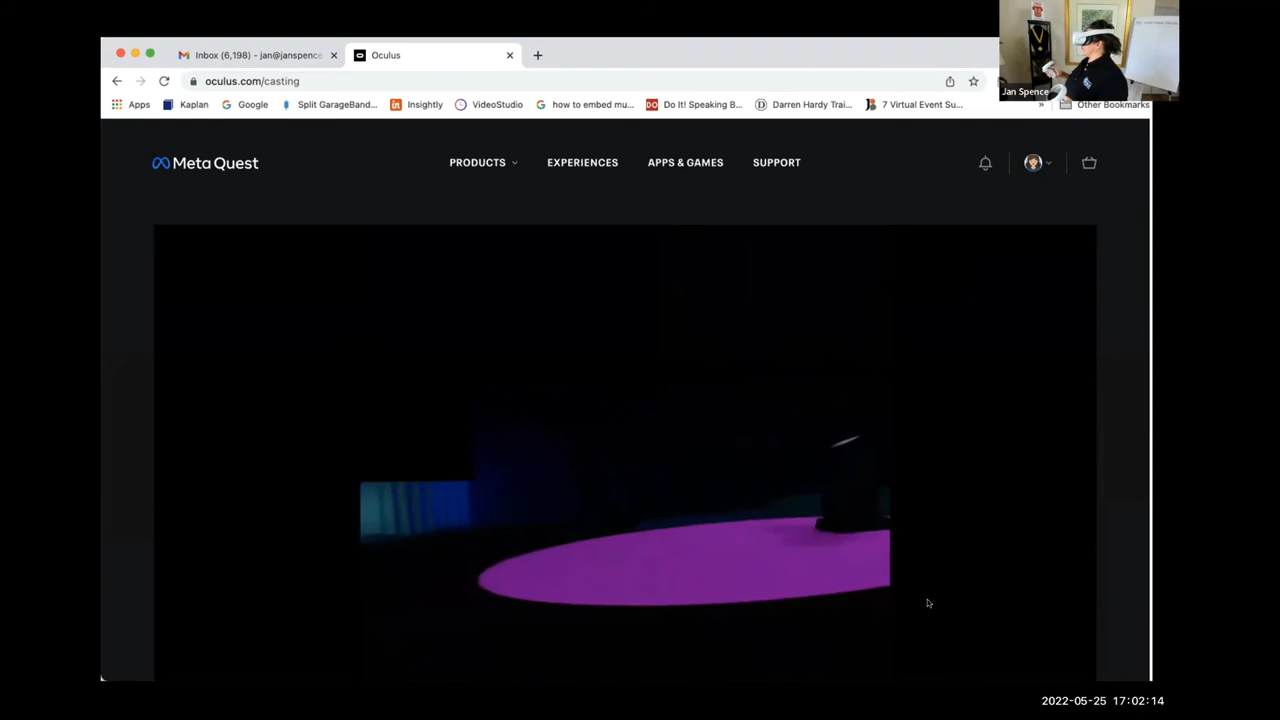 Inbox (6,198) - jan@janspence
Oculus
oculus.com/casting
Apps
Kaplan
Google
Split GarageBand...
Insightly
VideoStudio
how to embed mu...
Do It! Speaking B...
Darren Hardy Trai...
7 Virtual Event Su...
»
Other Bookmarks
Jan Spence
Meta Quest
PRODUCTS
EXPERIENCES
APPS & GAMES
SUPPORT
2022-05-25 17:02:14